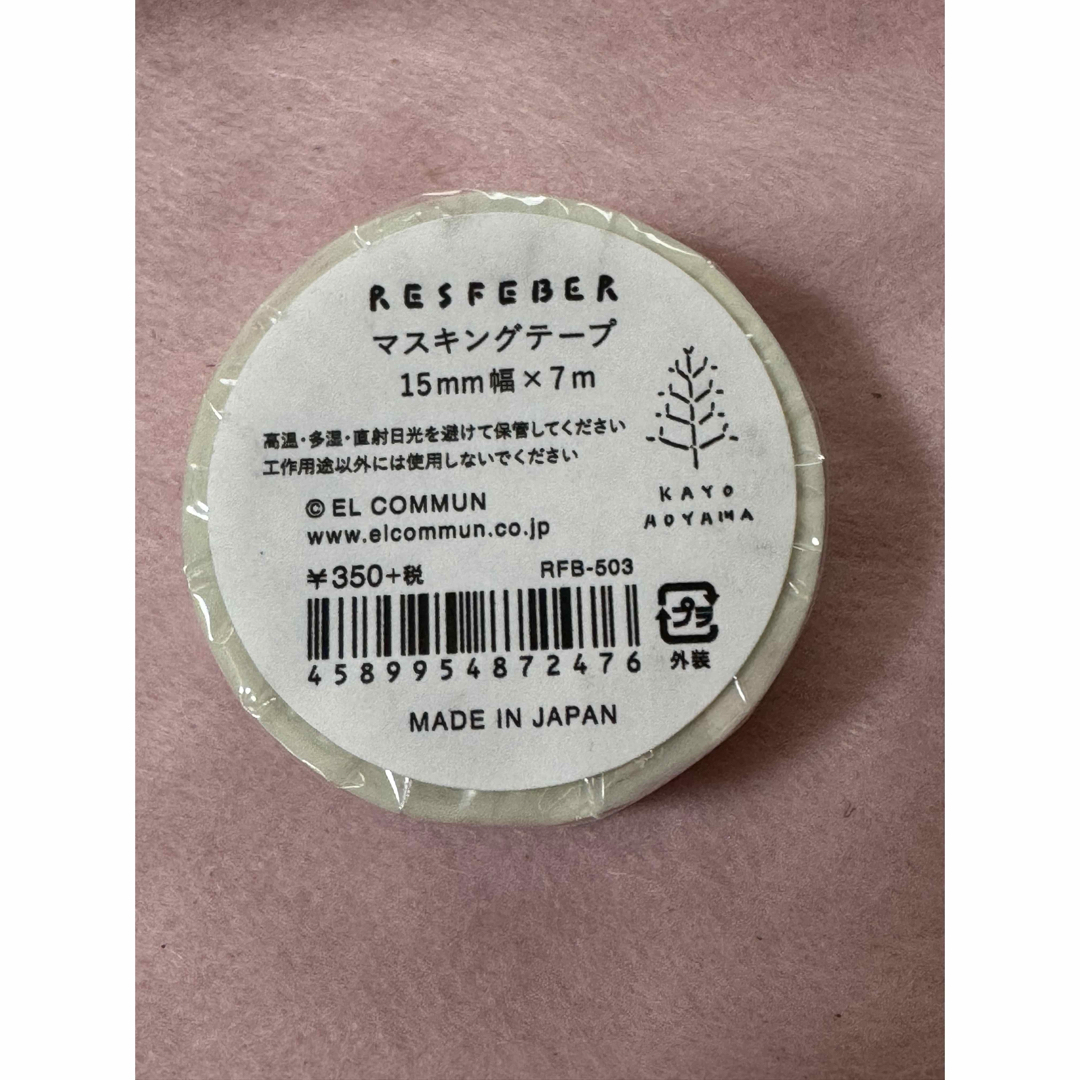 RESFEBER
マスキングテープ
15mm幅×7m
高温・多湿・直射日光を避けて保管してください
工作用途以外には使用しないでください
© EL COMMUN
www.elcommun.co.jp
KAYO
AOYAMA
¥350+税 RFB-503
4589954872476
プラ
外装
MADE IN JAPAN